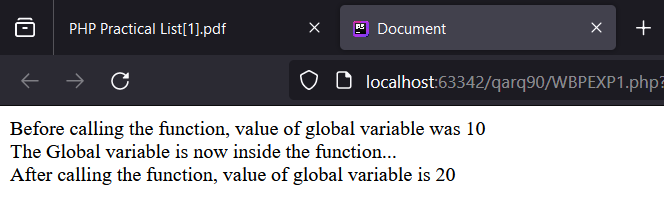 PHP Practical List[1].pdf
PS Document
localhost:63342/qarq90/WBPEXP1.php?
Before calling the function, value of global variable was 10
The Global variable is now inside the function...
After calling the function, value of global variable is 20